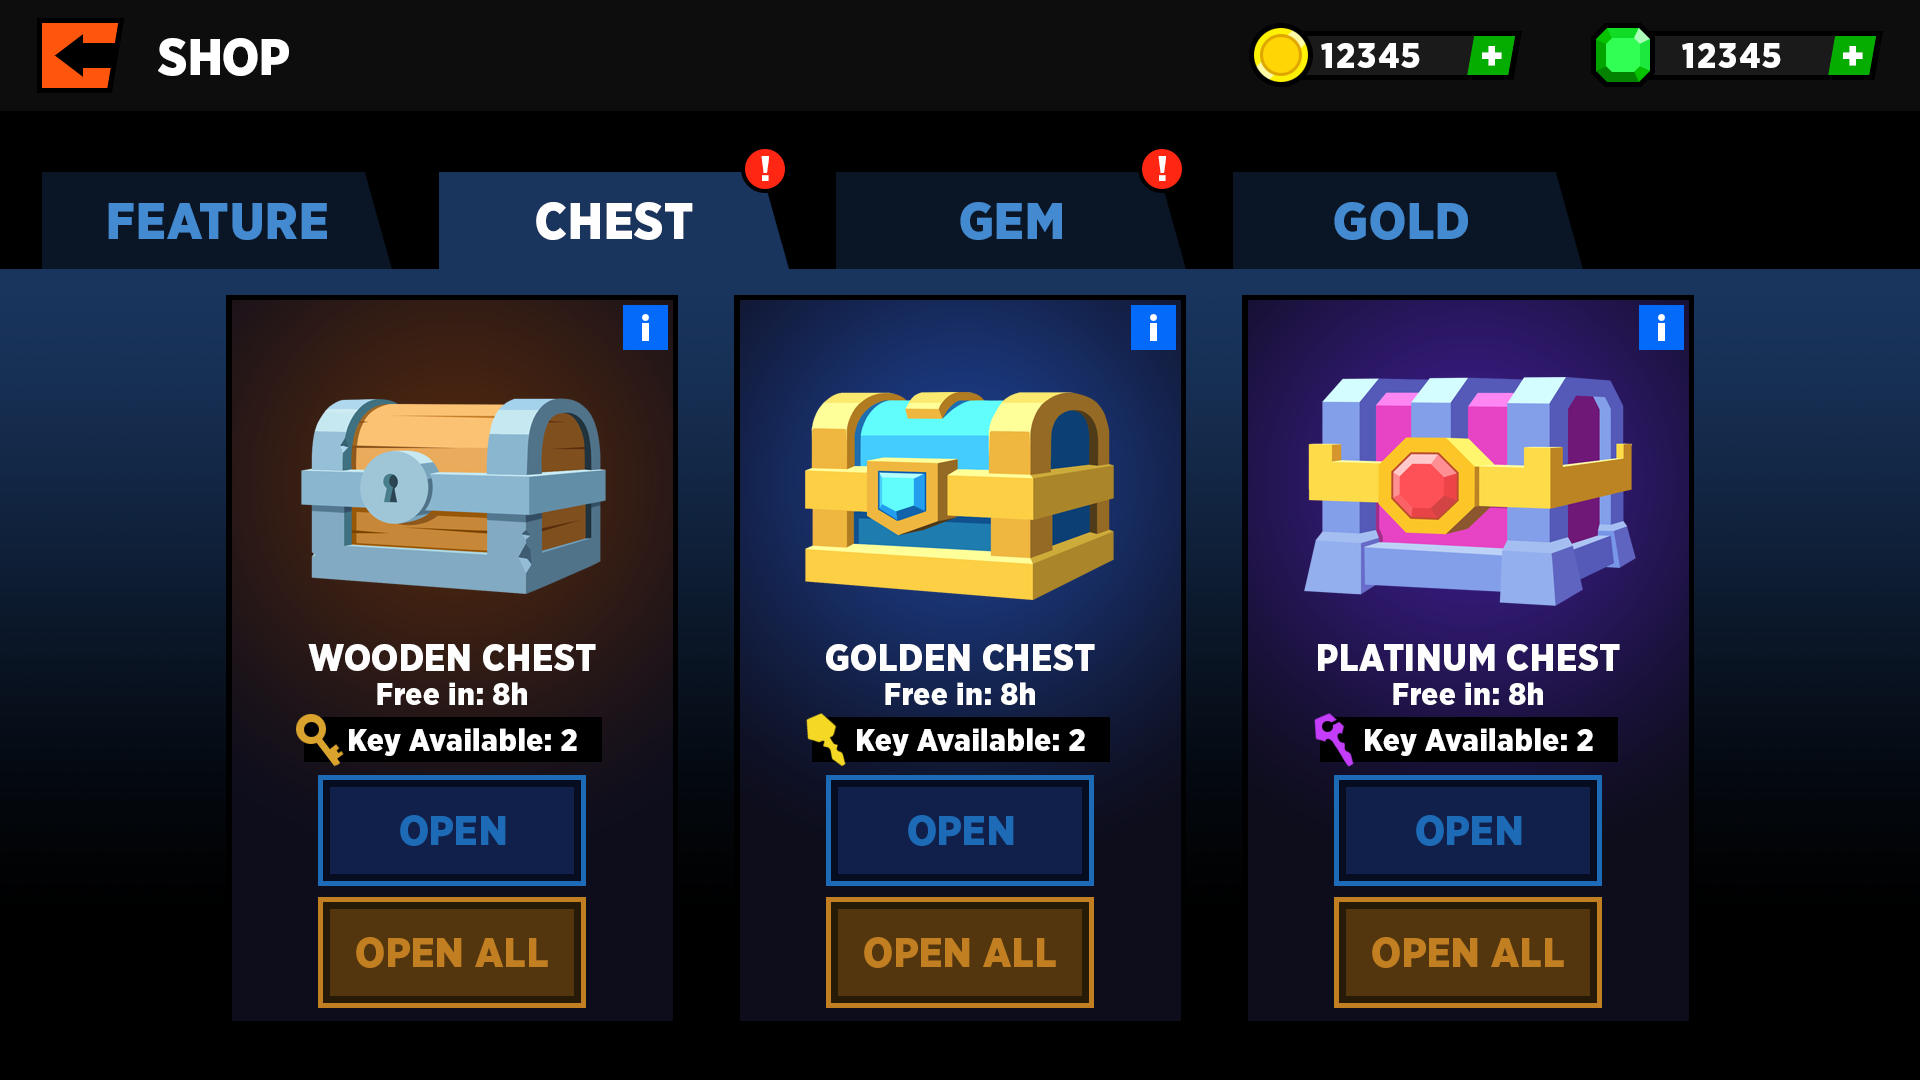 SHOP
12345
+
12345
+
FEATURE
CHEST
!
GEM
!
GOLD
i
i
i
WOODEN CHEST
Free in: 8h
Key Available: 2
OPEN
OPEN ALL
GOLDEN CHEST
Free in: 8h
Key Available: 2
OPEN
OPEN ALL
PLATINUM CHEST
Free in: 8h
Key Available: 2
OPEN
OPEN ALL